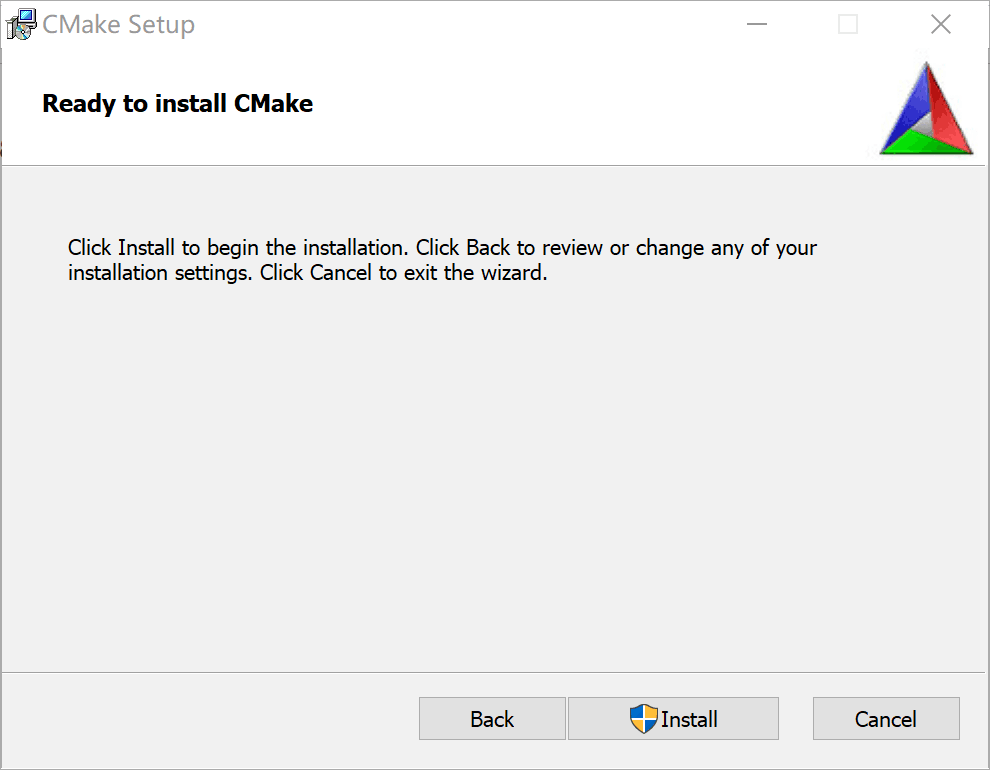 CMake Setup
Ready to install CMake
Click Install to begin the installation. Click Back to review or change any of your
installation settings. Click Cancel to exit the wizard.
Back
Install
Cancel